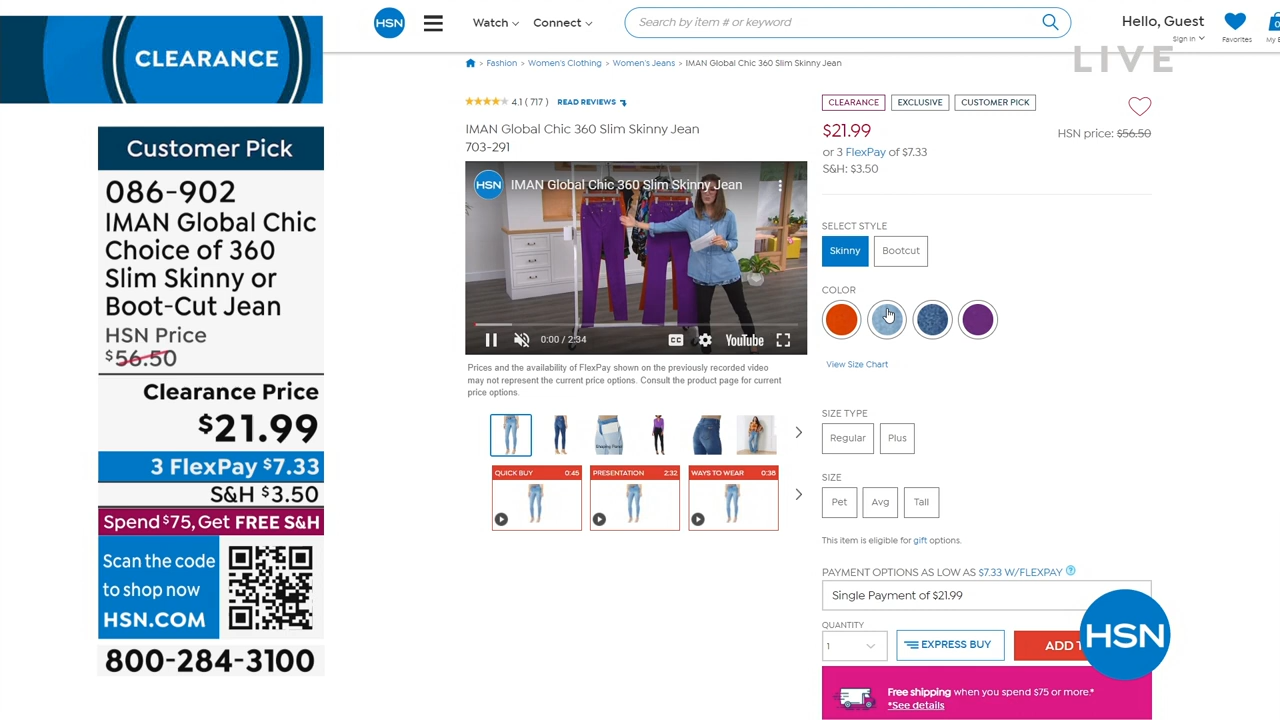 CLEARANCE
Customer Pick
086-902
IMAN Global Chic
Choice of 360
Slim Skinny or
Boot-Cut Jean
HSN Price
$56.50
Clearance Price
$21.99
3 FlexPay $7.33
S&H $3.50
Spend $75, Get FREE S&H
Scan the code
to shop now
HSN.COM
800-284-3100
HSN
Watch
Connect
Search by item # or keyword
Hello, Guest
Sign In
Favorites
My
0
LIVE
> Fashion > Women's Clothing > Women's Jeans > IMAN Global Chic 360 Slim Skinny Jean
4.1 ( 717 ) READ REVIEWS
IMAN Global Chic 360 Slim Skinny Jean
703-291
HSN IMAN Global Chic 360 Slim Skinny Jean
0:00 / 2:34
CC
YouTube
Prices and the availability of FlexPay shown on the previously recorded video
may not represent the current price options. Consult the product page for current
price options.
QUICK BUY 0:45
PRESENTATION 2:32
WAYS TO WEAR 0:38
CLEARANCE
EXCLUSIVE
CUSTOMER PICK
$21.99
HSN price: $56.50
or 3 FlexPay of $7.33
S&H: $3.50
SELECT STYLE
Skinny
Bootcut
COLOR
View Size Chart
SIZE TYPE
Regular
Plus
SIZE
Pet
Avg
Tall
This item is eligible for gift options.
PAYMENT OPTIONS AS LOW AS $7.33 W/FLEXPAY ?
Single Payment of $21.99
QUANTITY
1
EXPRESS BUY
ADD
HSN
Free shipping when you spend $75 or more.*
*See details